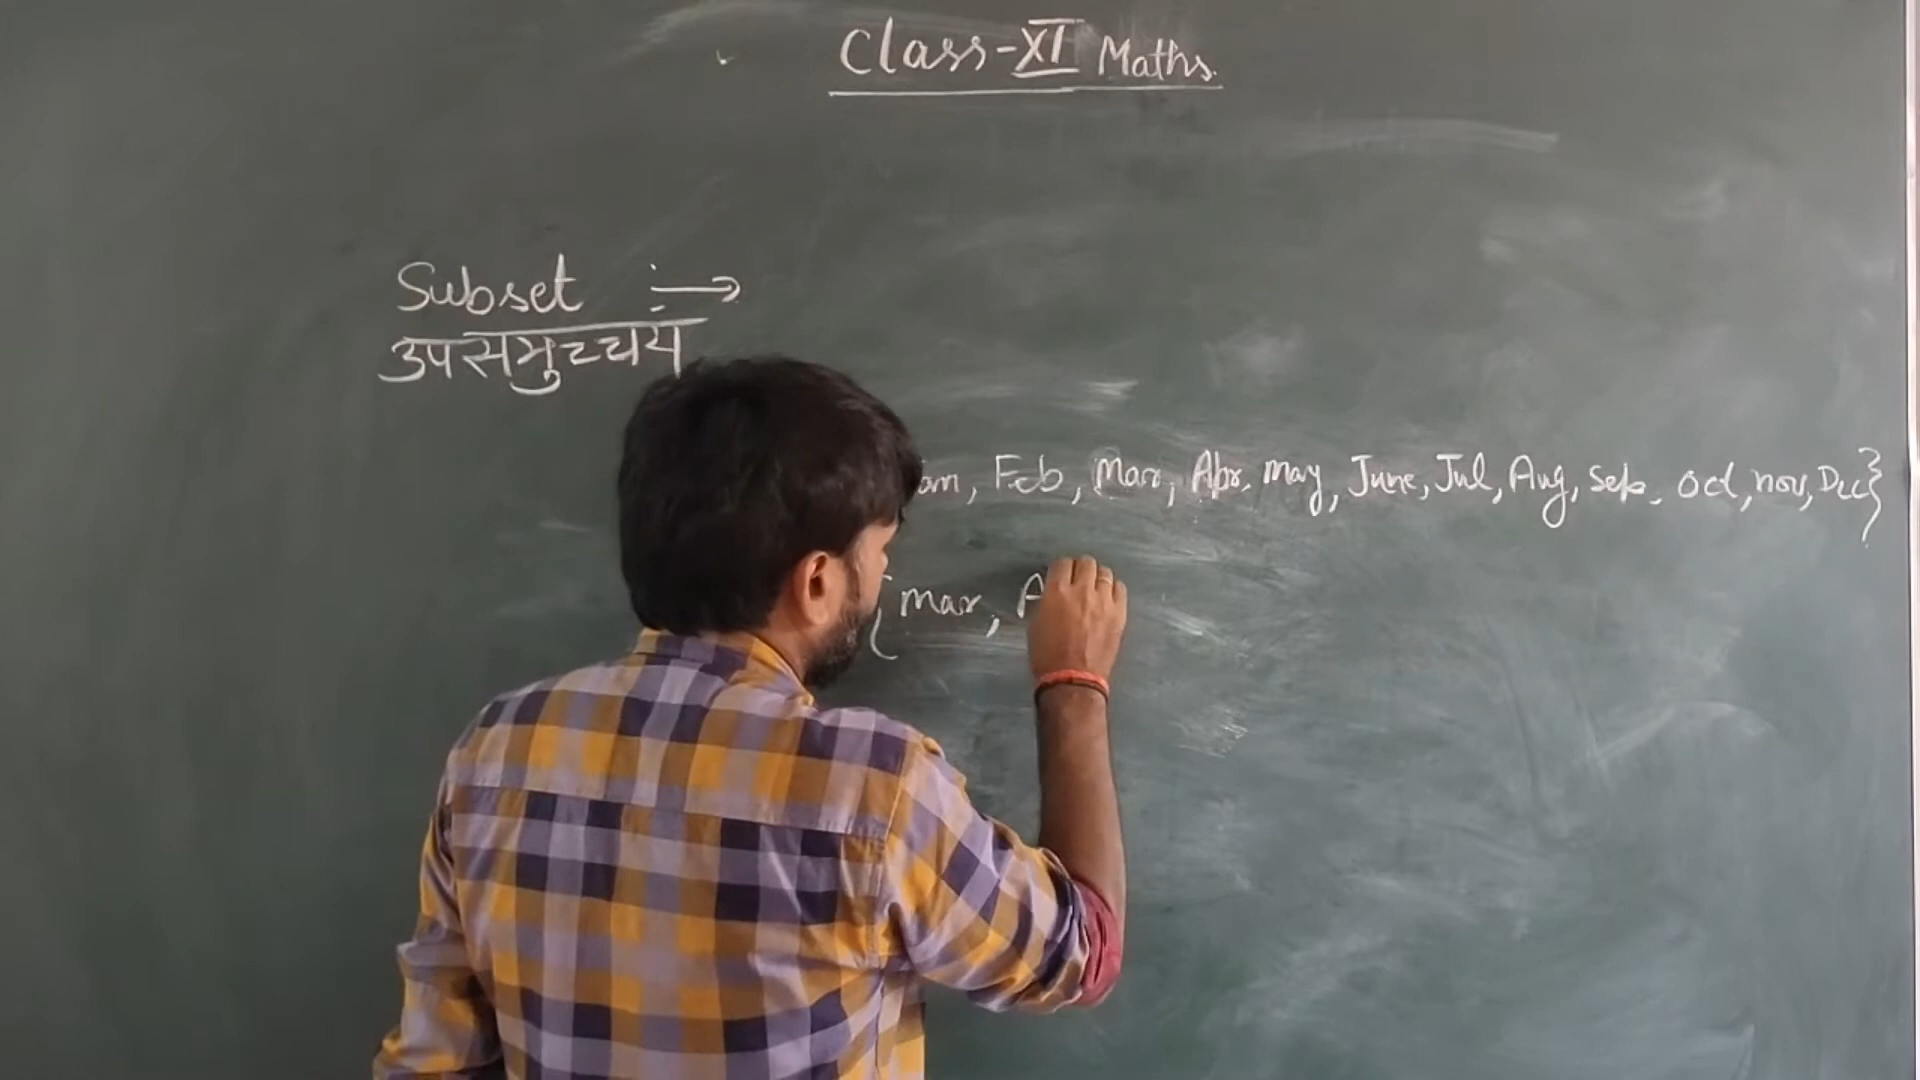 Class-XI Maths.
Subset :→
उपसमुच्चय
an, Feb, Mar, Apr, May, June, Jul, Aug, Sep, Oct, nov, Dec}
{Mar, A